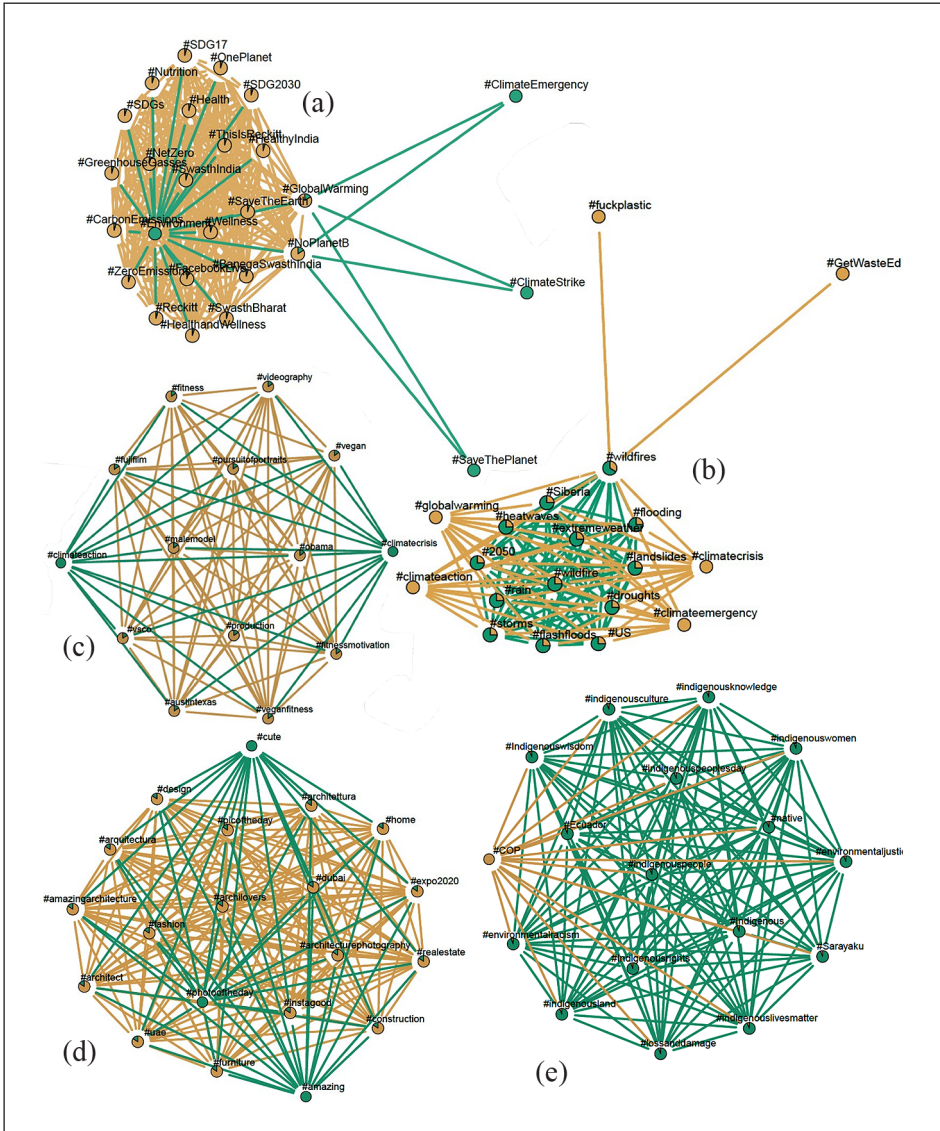 #SDG17
#OnePlanet
#Nutrition
#SDG2030
(a)
#ClimateEmergency
#SDGs
#Health
#ThisIsReckitt
#HealthyIndia
#NetZero
#GreenhouseGasses
#SwasthIndia
#GlobalWarming
#SaveTheEarth
#fuckplastic
#CarbonEmissions
#Environment
#Wellness
#NoPlanetB
#BanegaSwasthIndia
#GetWasteEd
#ZeroEmissions
#ClimateStrike
#Reckitt
#SwasthBharat
#HealthandWellness
#SaveThePlanet
#fitness
#videography
#vegan
#fujifilm
#pursuitofportraits
#malemodel
#obama
#climateaction
#climatecrisis
(c)
#vsco
#production
#fitnessmotivation
#austintexas
#veganfitness
#wildfires
(b)
#Siberia
#globalwarming
#heatwaves
#flooding
#extremeweather
#2050
#landslides
#climatecrisis
#climateaction
#wildfire
#rain
#droughts
#climateemergency
#storms
#flashfloods
#US
#cute
#design
#architettura
#picoftheday
#home
#arquitectura
#dubai
#expo2020
#amazingarchitecture
#archilovers
#fashion
#architecturephotography
#realestate
#architect
#photooftheday
#instagood
#construction
(d)
#uae
#furniture
#amazing
#indigenousculture
#indigenousknowledge
#Indigenouswisdom
#indigenouswomen
#indigenouspeoplesday
#Ecuador
#native
#COP
#indigenouspeople
#environmentaljustic
#environmentalracism
#Indigenous
#Sarayaku
#indigenousrights
#indigenousland
#indigenouslivesmatter
#lossanddamage
(e)